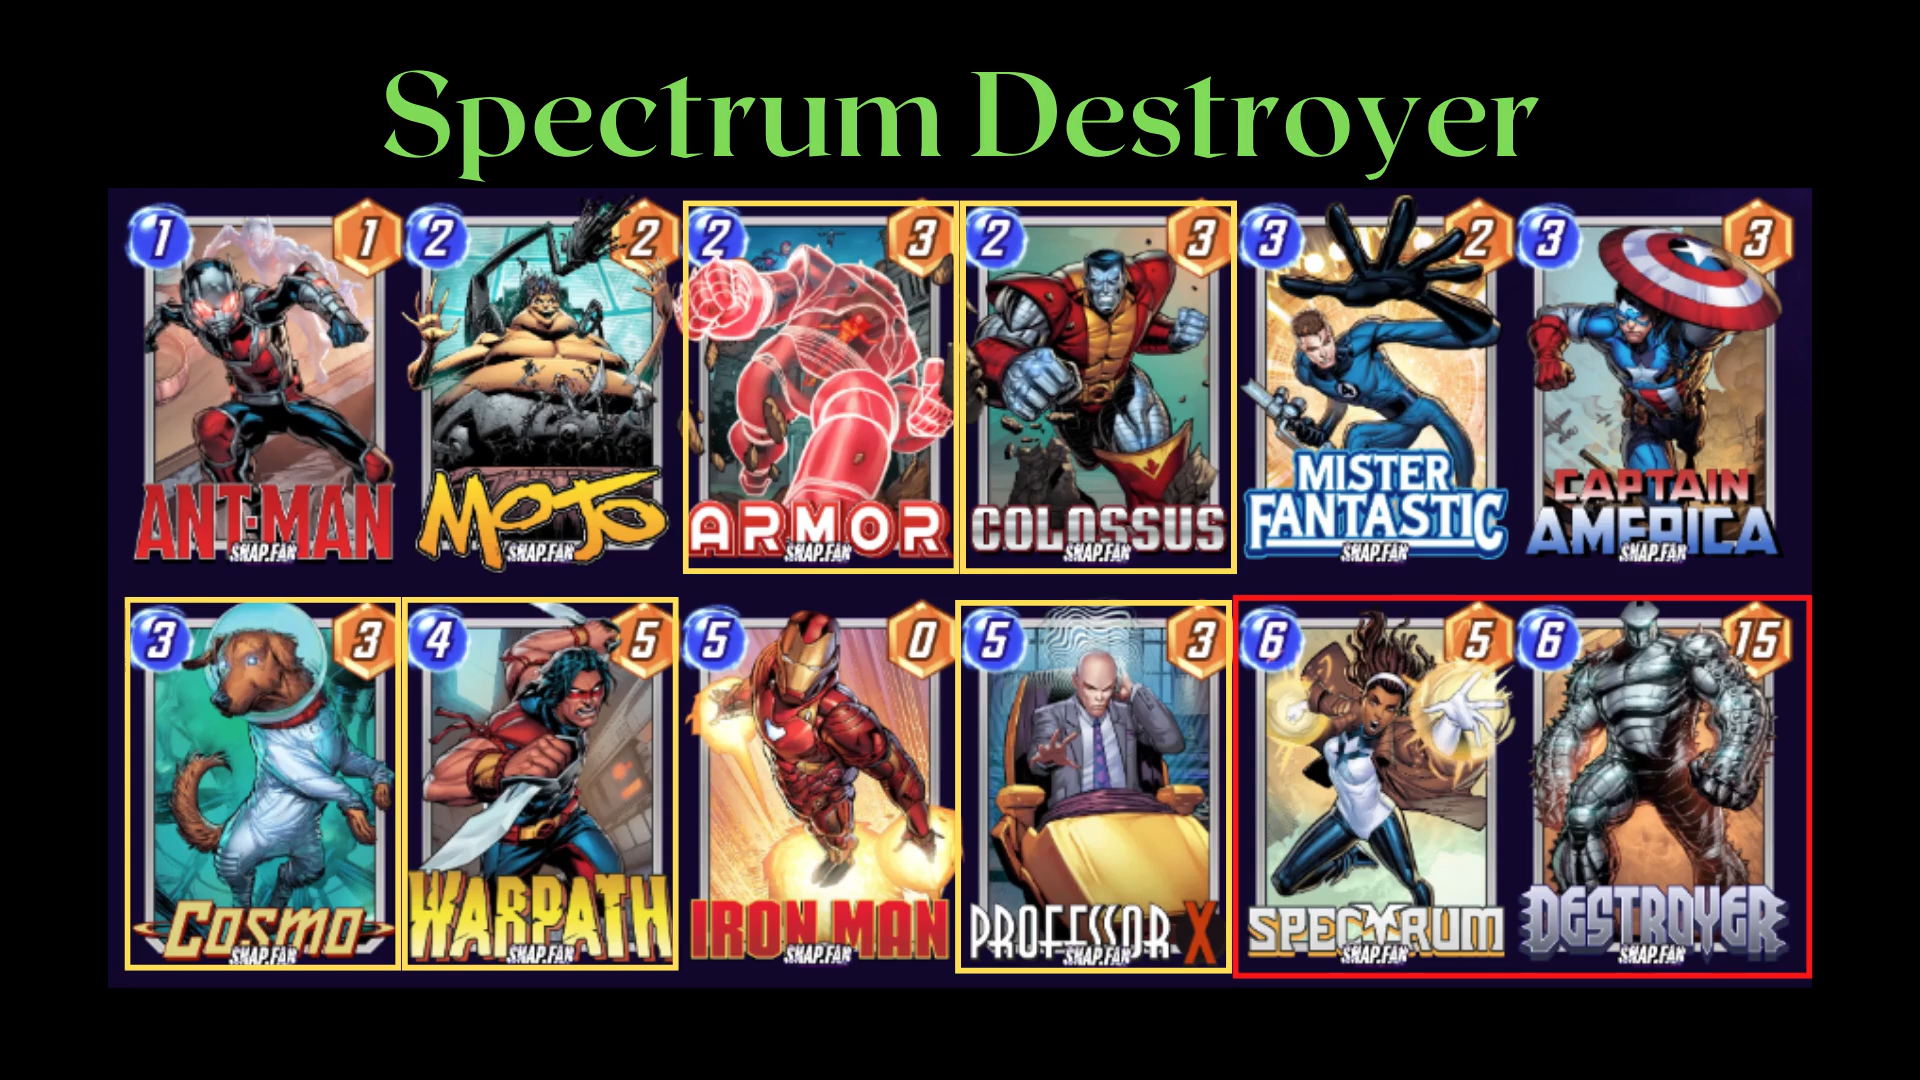 Spectrum Destroyer
1 1 2 2 2 3 2 3 3 2 3 3
ANT-MAN MOJO ARMOR COLOSSUS MISTER FANTASTIC CAPTAIN AMERICA
SNAP.FAN SNAP.FAN SNAP.FAN SNAP.FAN SNAP.FAN SNAP.FAN
3 3 4 5 5 0 5 3 6 5 6 15
COSMO WARPATH IRON MAN PROFESSOR X SPECTRUM DESTROYER
SNAP.FAN SNAP.FAN SNAP.FAN SNAP.FAN SNAP.FAN SNAP.FAN